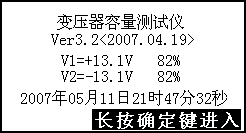 变压器容量测试仪
Ver3.2<2007.04.19>
V1=+13.1V 82%
V2=-13.1V 82%
2007年05月11日21时47分32秒
长按确定键进入